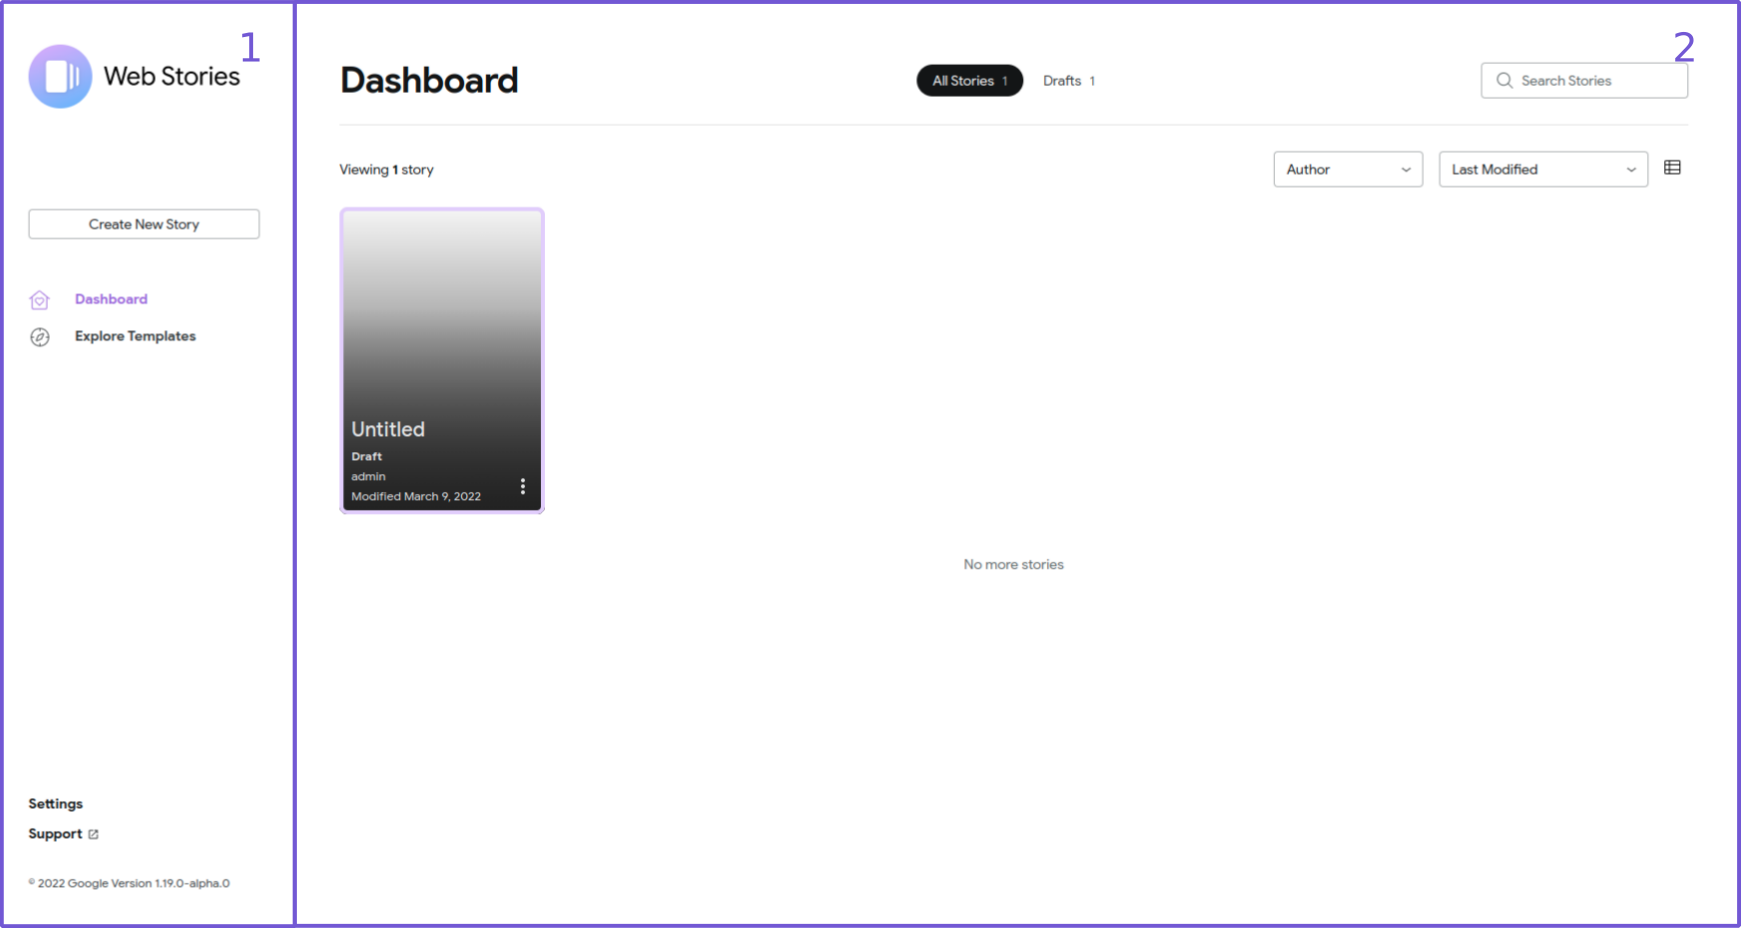 1
Web Stories
Create New Story
Dashboard
Explore Templates
Settings
Support
© 2022 Google Version 1.19.0-alpha.0
2
Dashboard
All Stories 1
Drafts 1
Search Stories
Viewing 1 story
Author
Last Modified
Untitled
Draft
admin
Modified March 9, 2022
No more stories